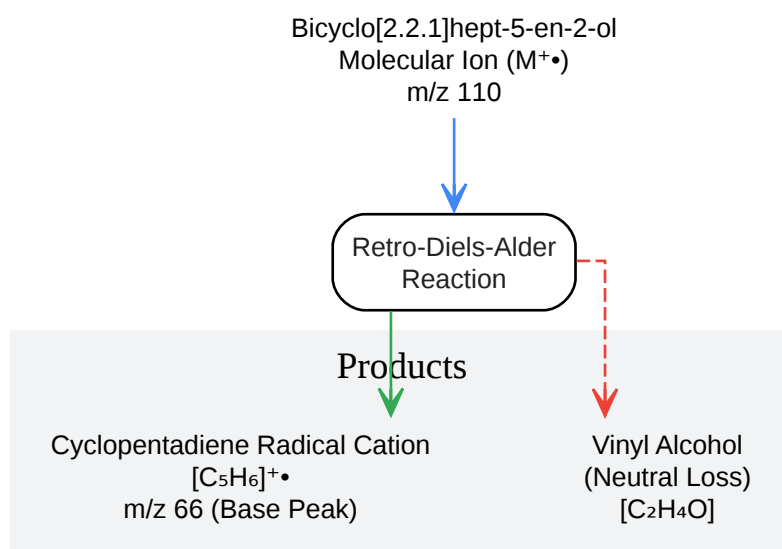 Bicyclo[2.2.1]hept-5-en-2-ol
Molecular Ion (M⁺•)
m/z 110
Retro-Diels-Alder
Reaction
Products
Cyclopentadiene Radical Cation
[C₅H₆]⁺•
m/z 66 (Base Peak)
Vinyl Alcohol
(Neutral Loss)
[C₂H₄O]